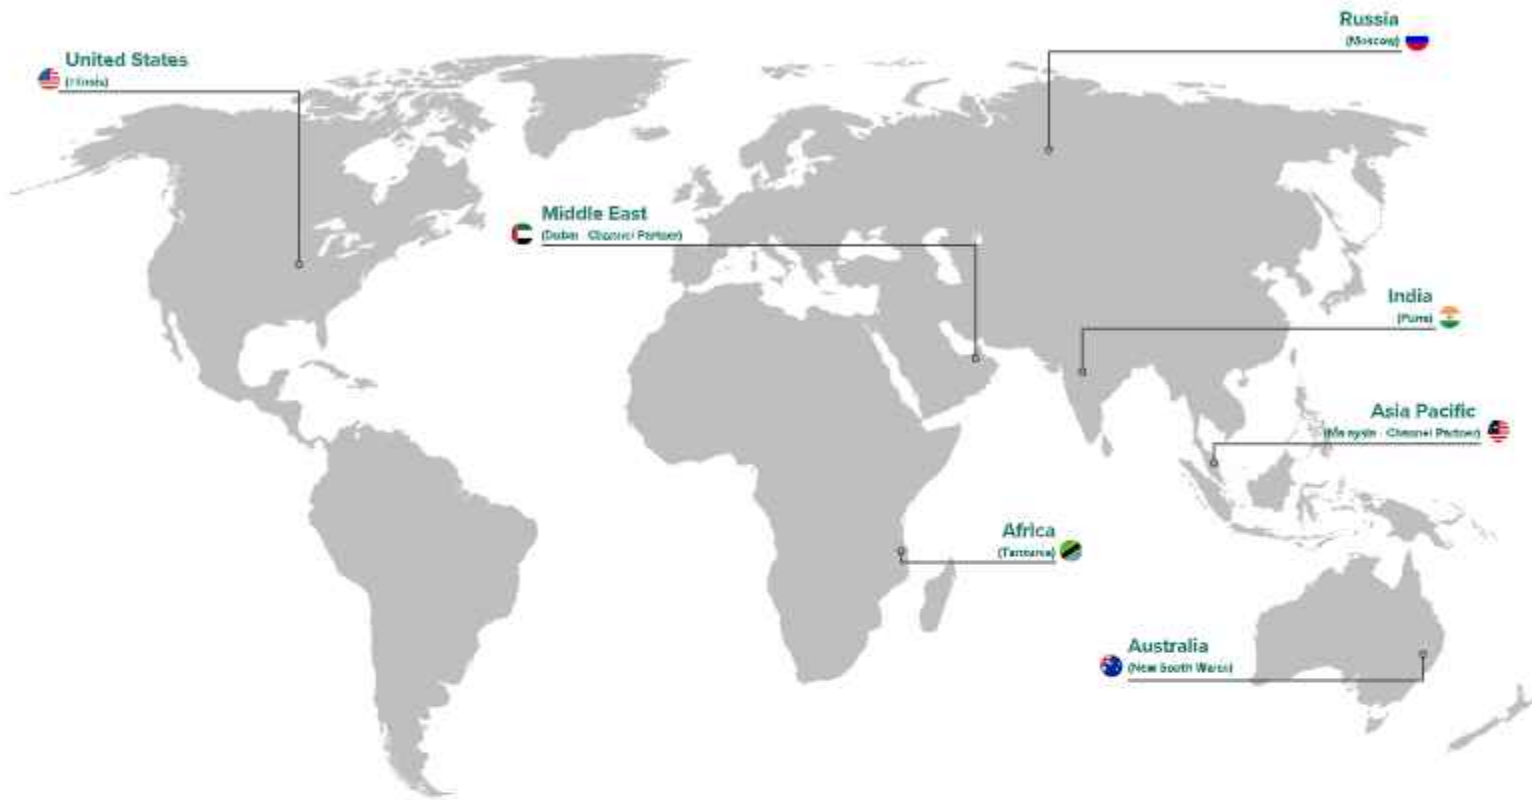 United States
(Illinois)
Russia
(Moscow)
Middle East
(Dubai - Channel Partner)
India
(Pune)
Asia Pacific
(Malaysia - Channel Partner)
Africa
(Tanzania)
Australia
(New South Wales)